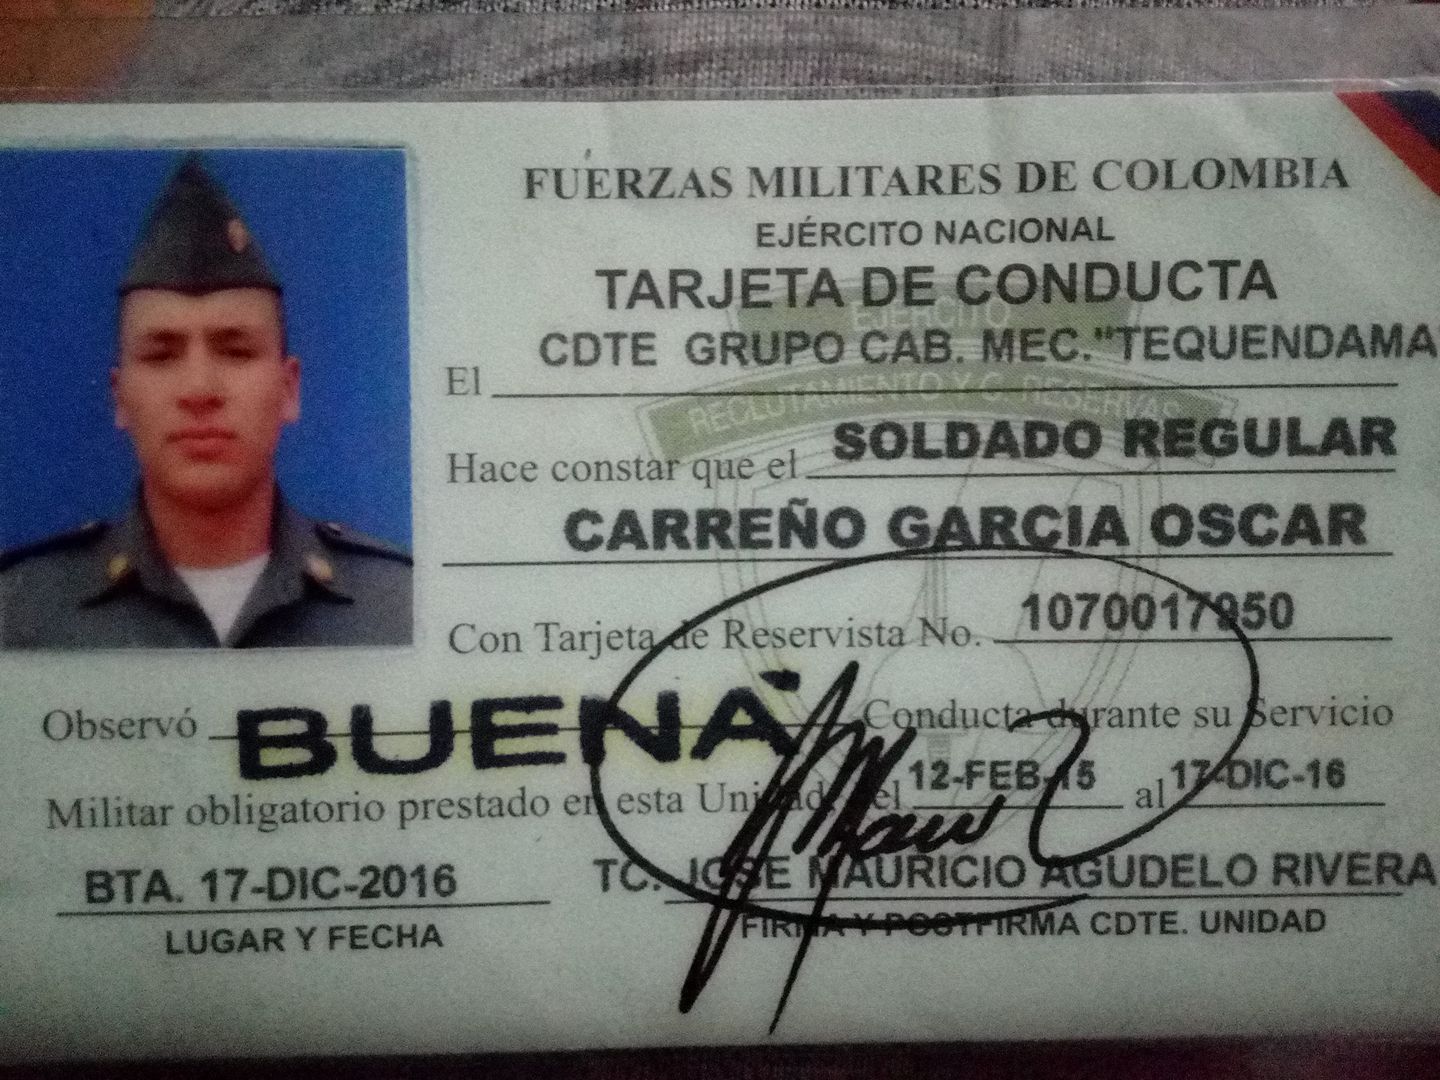 FUERZAS MILITARES DE COLOMBIA
EJÉRCITO NACIONAL
TARJETA DE CONDUCTA
El CDTE GRUPO CAB. MEC."TEQUENDAMA
Hace constar que el SOLDADO REGULAR
CARREÑO GARCIA OSCAR
Con Tarjeta de Reservista No. 1070017950
Observó BUENA Conducta durante su Servicio
Militar obligatorio prestado en esta Unidad, del 12-FEB-15 al 17-DIC-16
BTA. 17-DIC-2016
LUGAR Y FECHA
TC. JOSE MAURICIO AGUDELO RIVERA
FIRMA Y POSTFIRMA CDTE. UNIDAD
EJERCITO
RECLUTAMIENTO Y C. RESERVAS